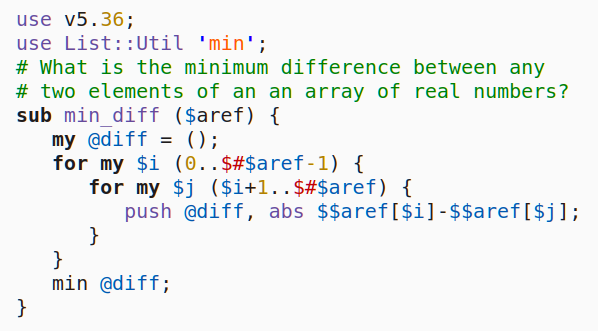 use v5.36;
use List::Util 'min';
# What is the minimum difference between any
# two elements of an an array of real numbers?
sub min_diff ($aref) {
   my @diff = ();
   for my $i (0..$#$aref-1) {
      for my $j ($i+1..$#$aref) {
         push @diff, abs $$aref[$i]-$$aref[$j];
      }
   }
   min @diff;
}